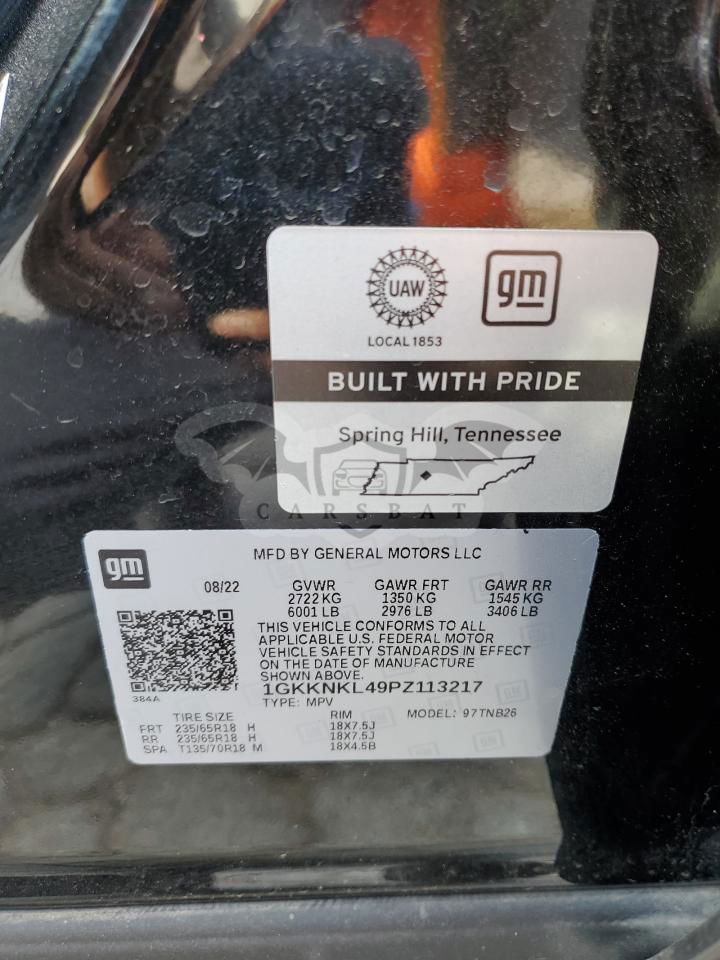 UAW
gm
LOCAL 1853
BUILT WITH PRIDE
Spring Hill, Tennessee
CARSBAT
gm
MFD BY GENERAL MOTORS LLC
08/22 GVWR GAWR FRT GAWR RR
2722 KG 1350 KG 1545 KG
6001 LB 2976 LB 3406 LB
THIS VEHICLE CONFORMS TO ALL
APPLICABLE U.S. FEDERAL MOTOR
VEHICLE SAFETY STANDARDS IN EFFECT
ON THE DATE OF MANUFACTURE
SHOWN ABOVE.
1GKKNKL49PZ113217
384A
TYPE: MPV
TIRE SIZE RIM MODEL: 97TNB26
FRT 235/65R18 H 18X7.5J
RR 235/65R18 H 18X7.5J
SPA T135/70R18 M 18X4.5B